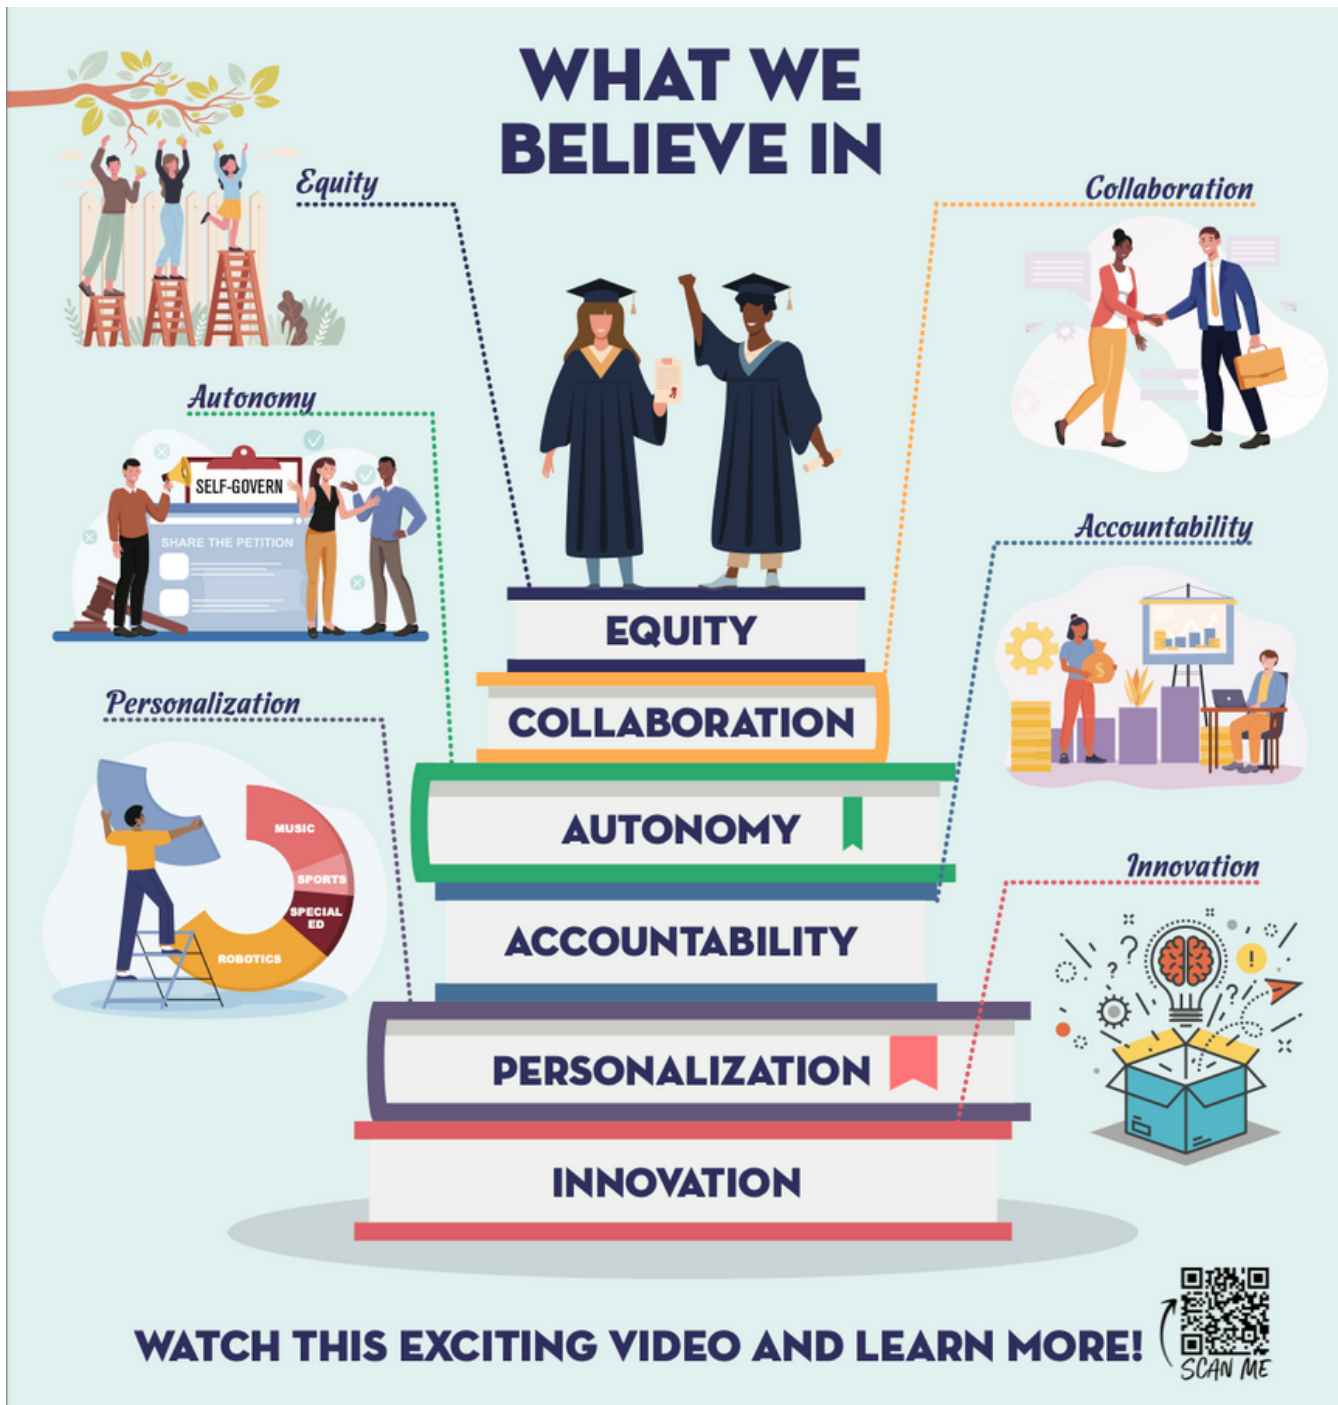 WHAT WE
BELIEVE IN
Equity
Collaboration
Autonomy
SELF-GOVERN
SHARE THE PETITION
Accountability
Personalization
MUSIC
SPORTS
SPECIAL
ED
ROBOTICS
Innovation
EQUITY
COLLABORATION
AUTONOMY
ACCOUNTABILITY
PERSONALIZATION
INNOVATION
WATCH THIS EXCITING VIDEO AND LEARN MORE!
SCAN ME